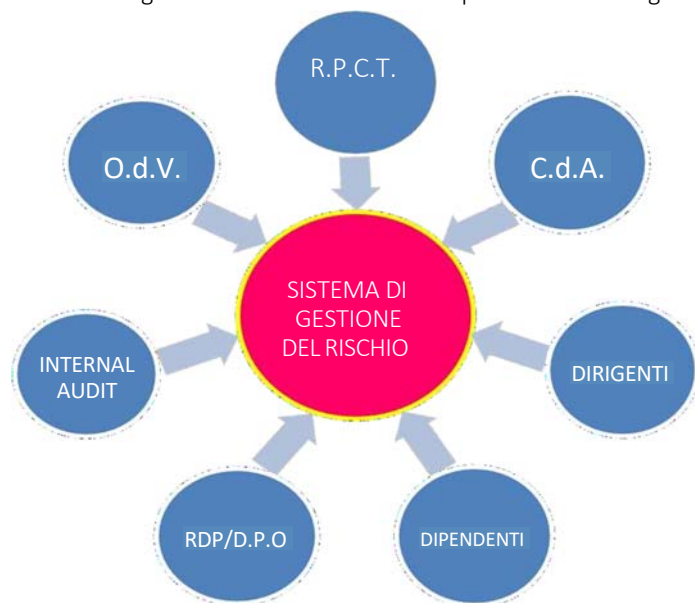 R.P.C.T.
O.d.V.
C.d.A.
SISTEMA DI
GESTIONE
DEL RISCHIO
INTERNAL
AUDIT
DIRIGENTI
RDP/D.P.O
DIPENDENTI